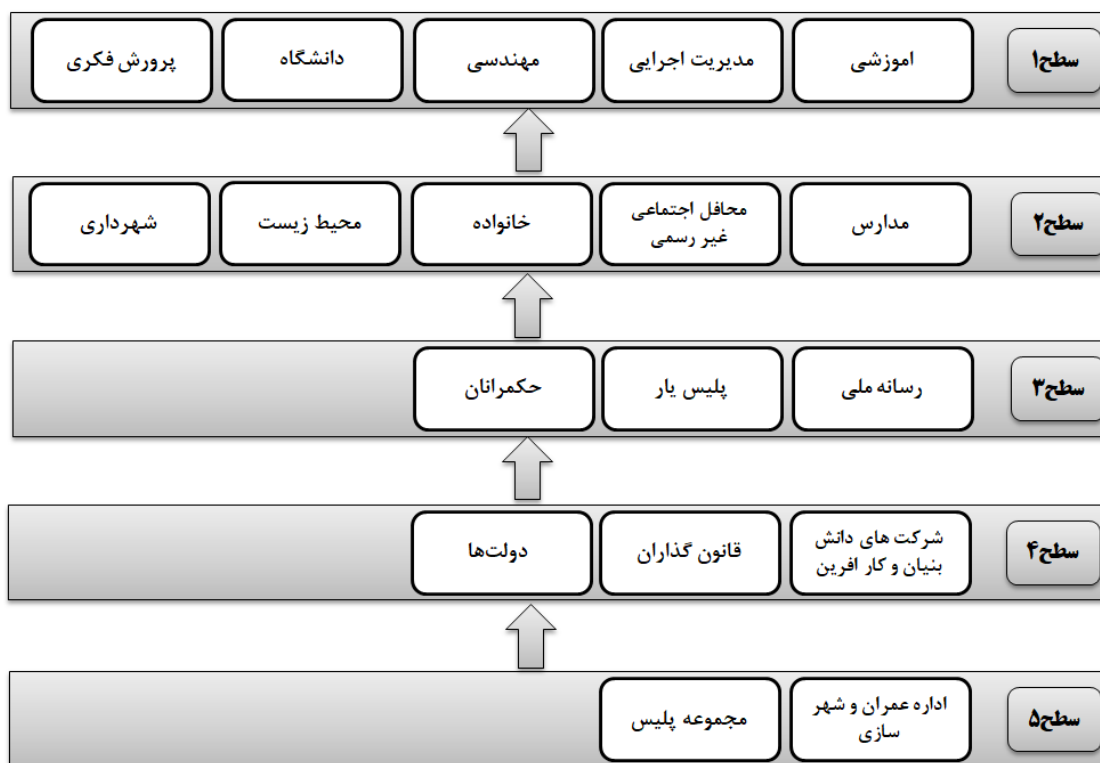 سطح۱
اموزشی
مدیریت اجرایی
مهندسی
دانشگاه
پرورش فکری
سطح۲
مدارس
محافل اجتماعی
غیر رسمی
خانواده
محیط زیست
شهرداری
سطح۳
رسانه ملی
پلیس یار
حکمرانان
سطح۴
شرکت های دانش
بنیان و کار افرین
قانون گذاران
دولت‌ها
سطح۵
اداره عمران و شهر
سازی
مجموعه پلیس